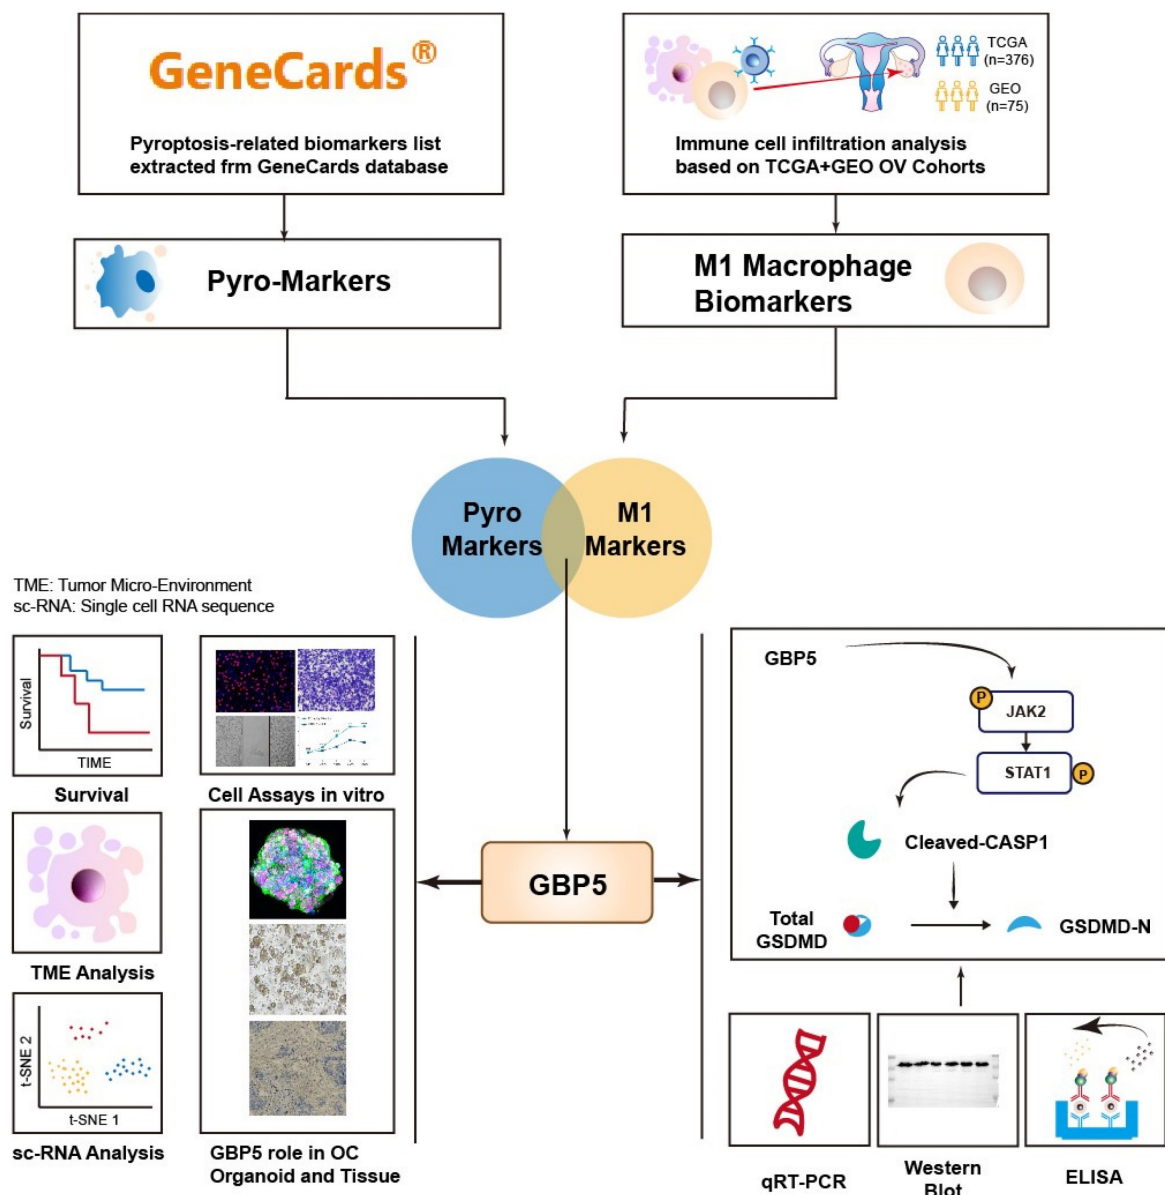 GeneCards®
Pyroptosis-related biomarkers list
extracted frm GeneCards database
TCGA
(n=376)
GEO
(n=75)
Immune cell infiltration analysis
based on TCGA+GEO OV Cohorts
Pyro-Markers
M1 Macrophage
Biomarkers
Pyro
Markers
M1
Markers
TME: Tumor Micro-Environment
sc-RNA: Single cell RNA sequence
Survival
TIME
Survival
Cell Assays in vitro
TME Analysis
t-SNE 2
t-SNE 1
sc-RNA Analysis
GBP5 role in OC
Organoid and Tissue
GBP5
GBP5
P
JAK2
STAT1
P
Cleaved-CASP1
Total
GSDMD
GSDMD-N
qRT-PCR
Western
Blot
ELISA